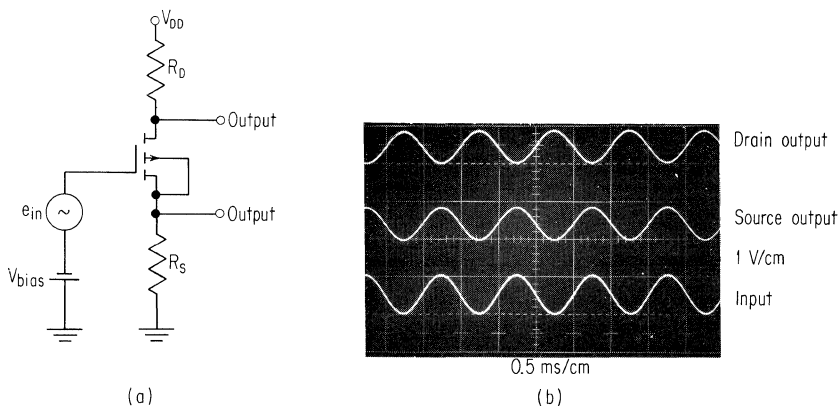 V_DD
R_D
Output
Output
e_in
V_bias
R_S
(a)
Drain output
Source output
1 V/cm
Input
0.5 ms/cm
(b)